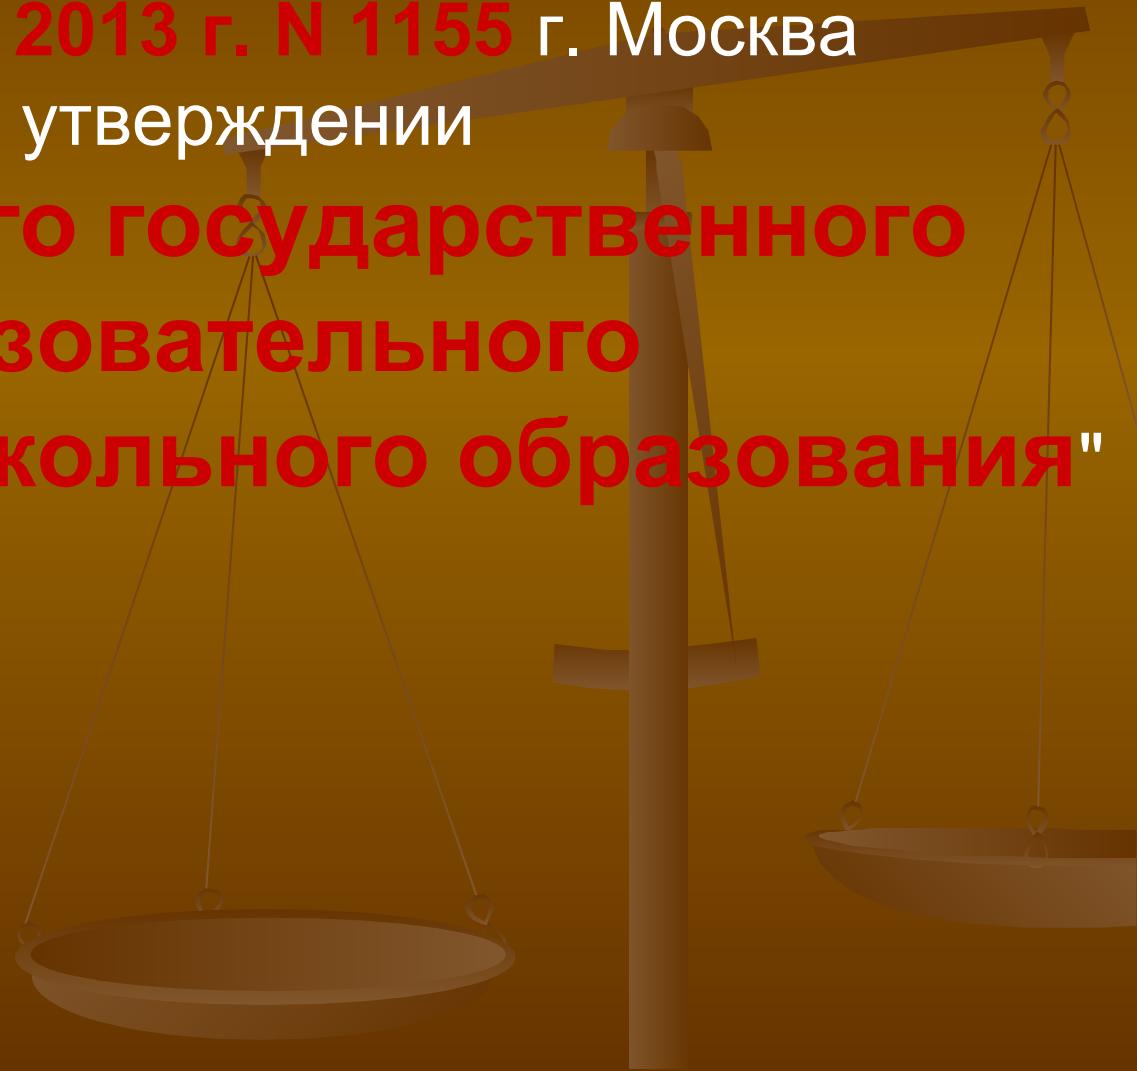 2013 г. N 1155 г. Москва
утверждении
го государственного
зовательного
кольного образования"